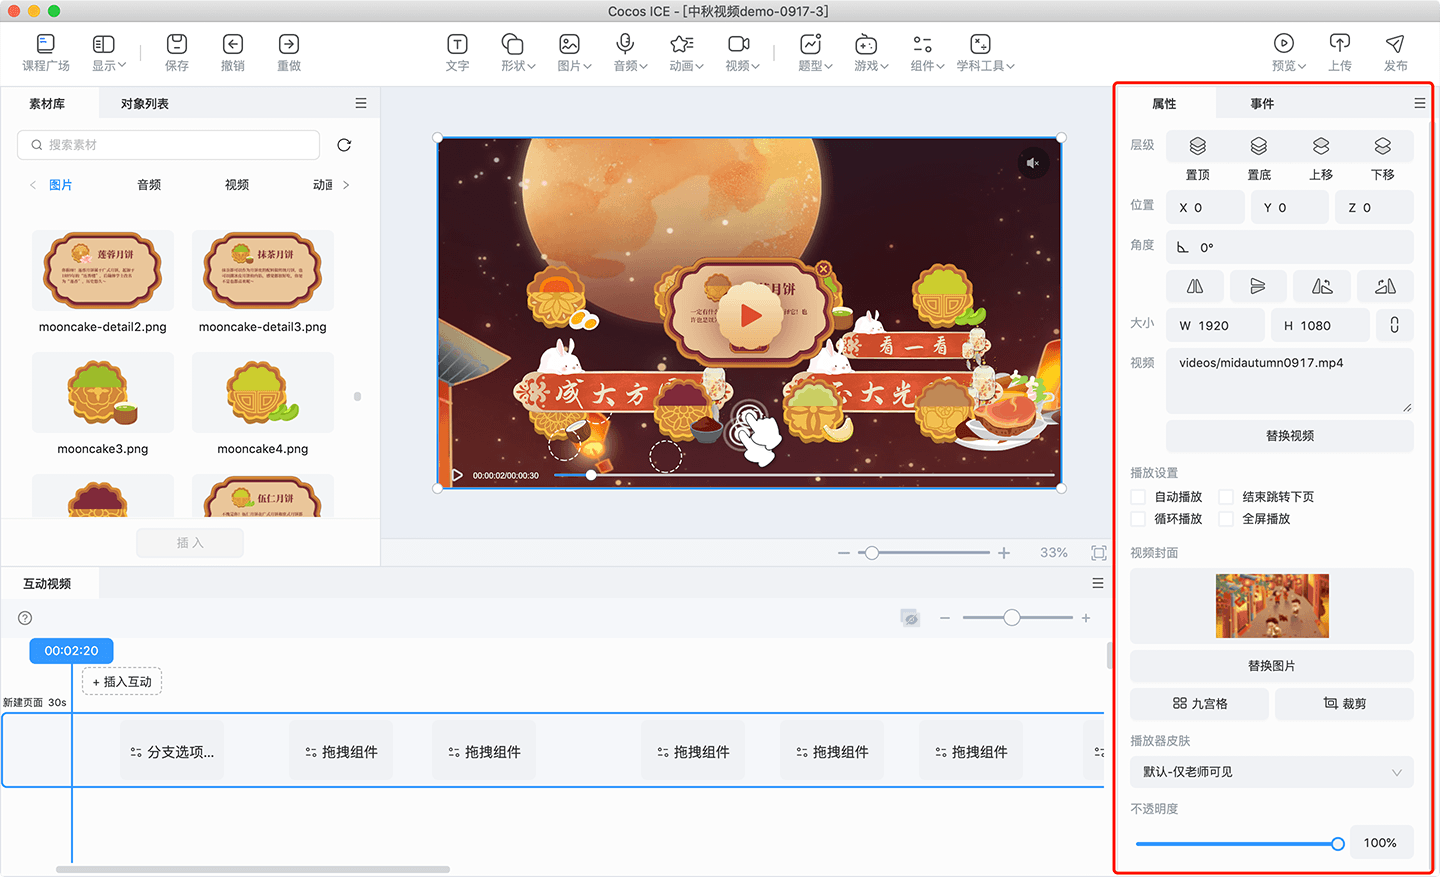 Cocos ICE - [中秋视频demo-0917-3]
课程广场
显示
保存
撤销
重做
文字
形状
图片
音频
动画
视频
题型
游戏
组件
学科工具
预览
上传
发布
素材库
对象列表
搜索素材
图片
音频
视频
动画
莲蓉月饼
抹茶月饼
mooncake-detail2.png
mooncake-detail3.png
mooncake3.png
mooncake4.png
伍仁月饼
插入
月饼
看一看
大方
大光
00:00:02/00:00:30
33%
属性
事件
层级
置顶
置底
上移
下移
位置
X 0
Y 0
Z 0
角度
0°
大小
W 1920
H 1080
视频
videos/midautumn0917.mp4
替换视频
播放设置
自动播放
结束跳转下页
循环播放
全屏播放
视频封面
替换图片
九宫格
裁剪
播放器皮肤
默认-仅老师可见
不透明度
100%
互动视频
00:02:20
+ 插入互动
新建页面 30s
分支选项...
拖拽组件
拖拽组件
拖拽组件
拖拽组件
拖拽组件